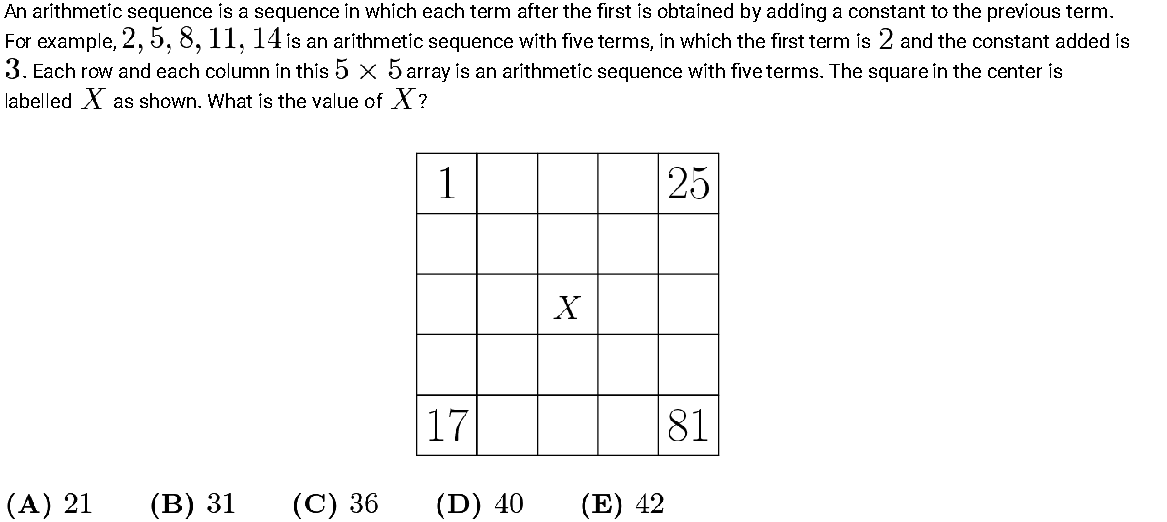 An arithmetic sequence is a sequence in which each term after the first is obtained by adding a constant to the previous term.
For example, 2, 5, 8, 11, 14 is an arithmetic sequence with five terms, in which the first term is 2 and the constant added is
3. Each row and each column in this 5 × 5 array is an arithmetic sequence with five terms. The square in the center is
labelled X as shown. What is the value of X?
1 25
X
17 81
(A) 21 (B) 31 (C) 36 (D) 40 (E) 42